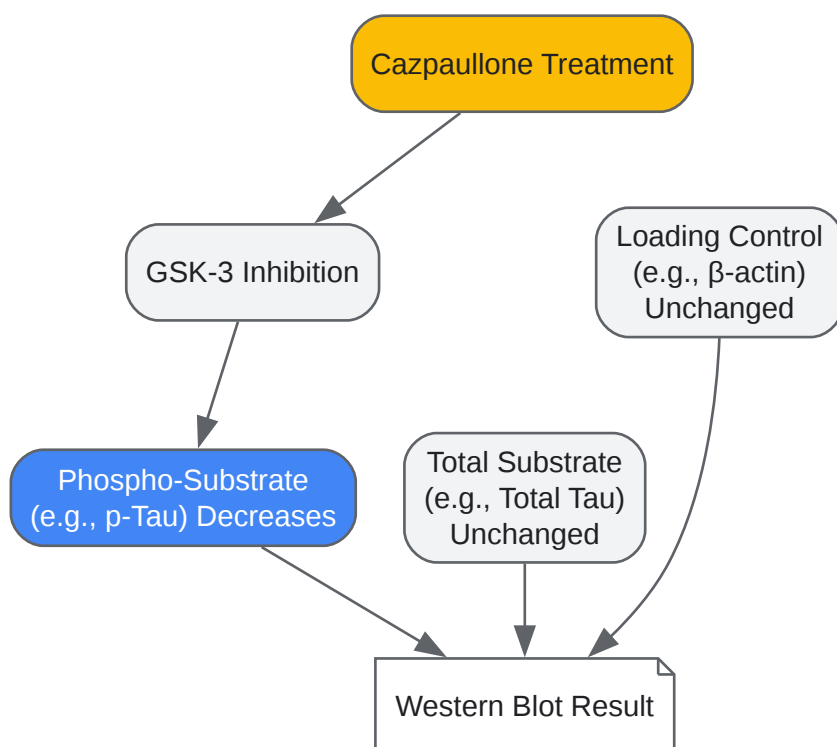 Cazpaullone Treatment
GSK-3 Inhibition
Loading Control
(e.g., β-actin)
Unchanged
Phospho-Substrate
(e.g., p-Tau) Decreases
Total Substrate
(e.g., Total Tau)
Unchanged
Western Blot Result